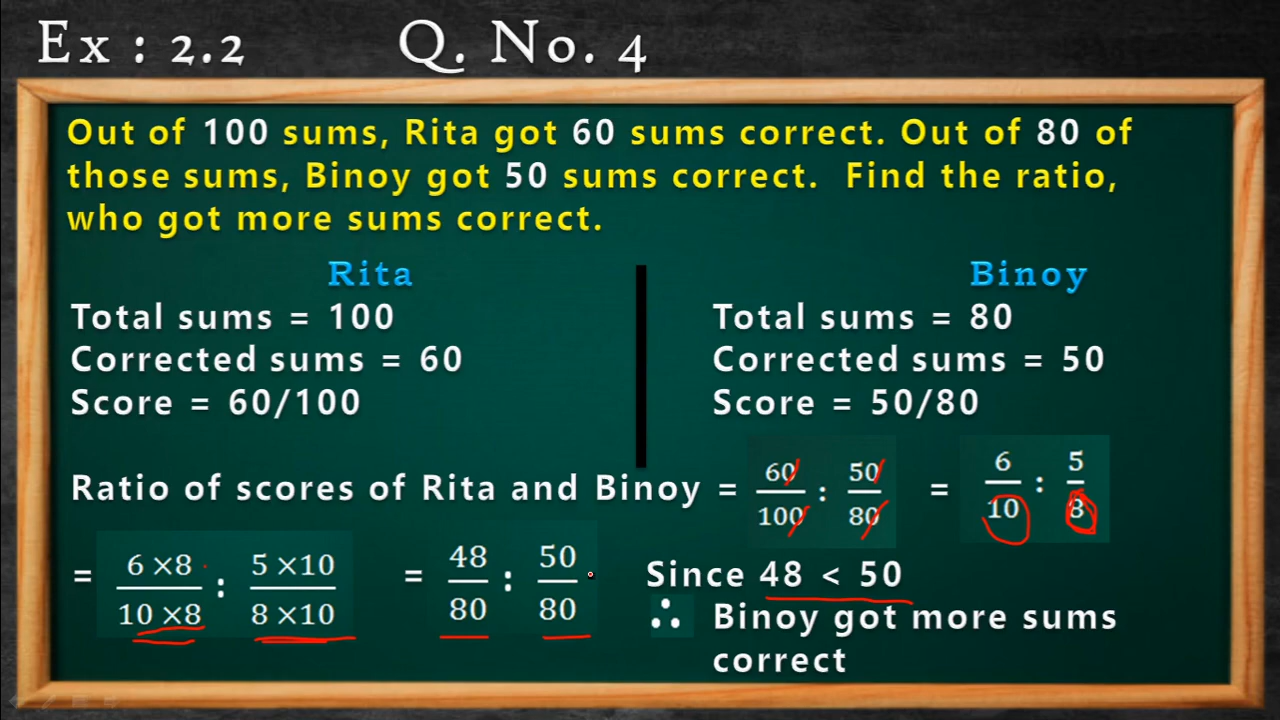 Ex : 2.2 Q. No. 4
Out of 100 sums, Rita got 60 sums correct. Out of 80 of
those sums, Binoy got 50 sums correct. Find the ratio,
who got more sums correct.
Rita
Total sums = 100
Corrected sums = 60
Score = 60/100
Binoy
Total sums = 80
Corrected sums = 50
Score = 50/80
Ratio of scores of Rita and Binoy = 60/100 : 50/80 = 6/10 : 5/8
= 6 ×8/10 ×8 : 5 ×10/8 ×10 = 48/80 : 50/80
Since 48 < 50
∴ Binoy got more sums
correct